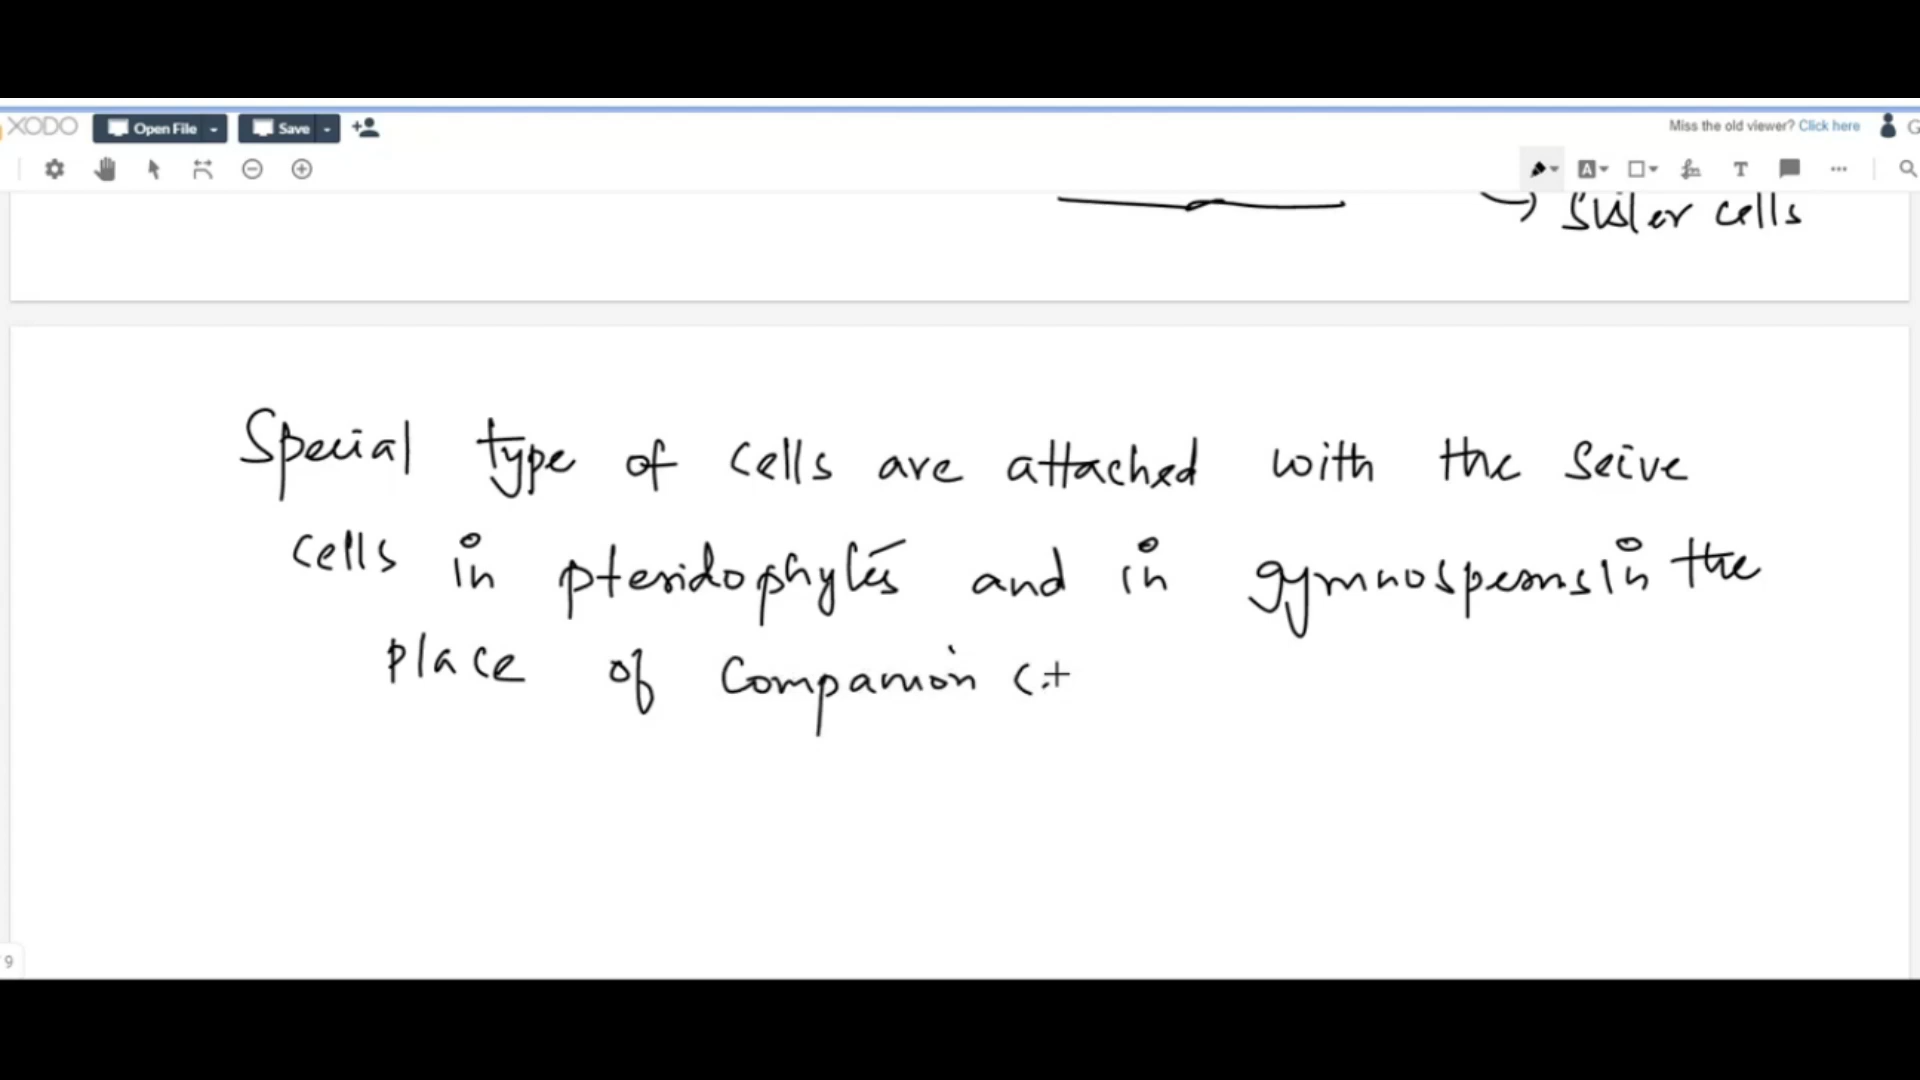 XODO Open File Save Miss the old viewer? Click here G
A T
Sister cells
Special type of cells are attached with the Seive
cells in pteridophytes and in gymnosperms in the
place of Companion
9